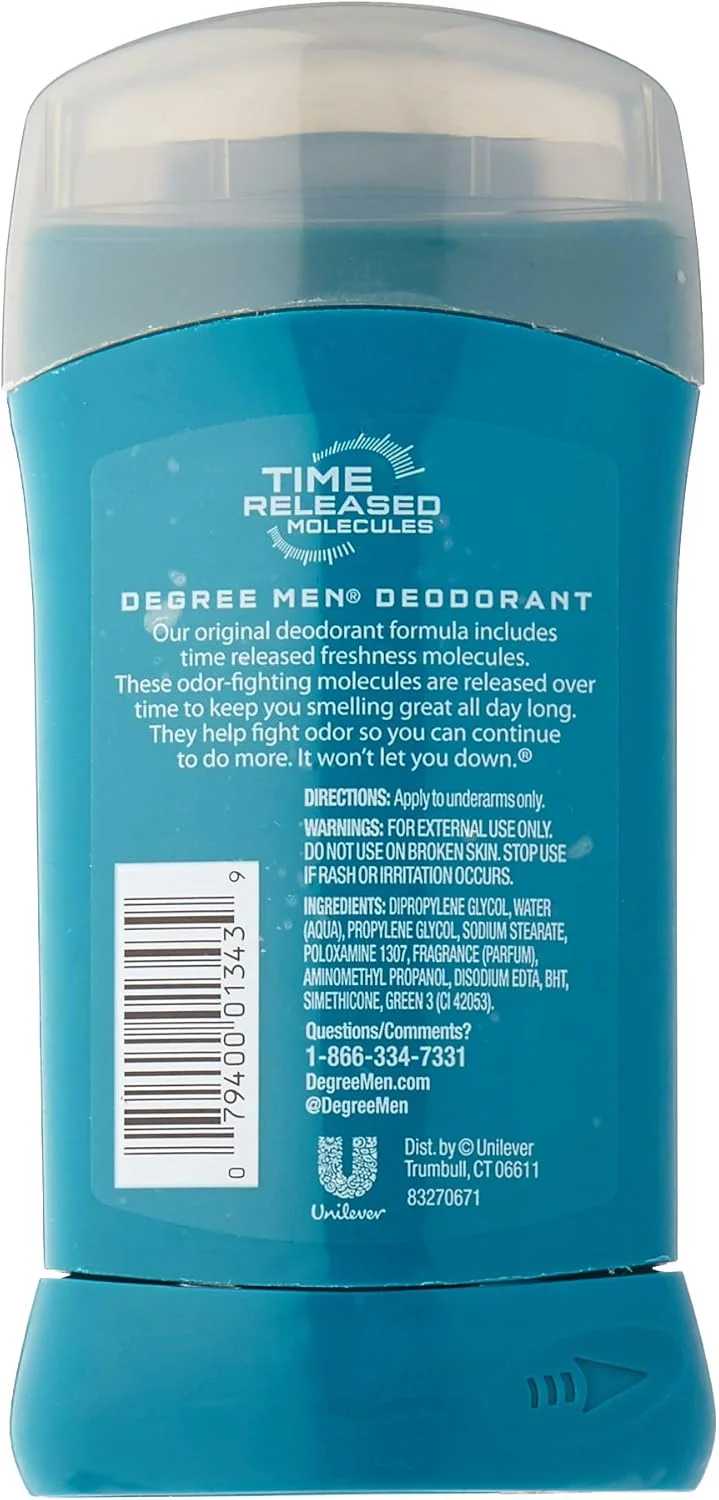 TIME
RELEASED
MOLECULES
DEGREE MEN® DEODORANT
Our original deodorant formula includes
time released freshness molecules.
These odor-fighting molecules are released over
time to keep you smelling great all day long.
They help fight odor so you can continue
to do more. It won't let you down.®
DIRECTIONS: Apply to underarms only.
WARNINGS: FOR EXTERNAL USE ONLY.
DO NOT USE ON BROKEN SKIN. STOP USE
IF RASH OR IRRITATION OCCURS.
INGREDIENTS: DIPROPYLENE GLYCOL, WATER
(AQUA), PROPYLENE GLYCOL, SODIUM STEARATE,
POLOXAMINE 1307, FRAGRANCE (PARFUM),
AMINOMETHYL PROPANOL, DISODIUM EDTA, BHT,
SIMETHICONE, GREEN 3 (CI 42053).
Questions/Comments?
1-866-334-7331
DegreeMen.com
@DegreeMen
0 79400 01343 9
Unilever
Dist. by © Unilever
Trumbull, CT 06611
83270671